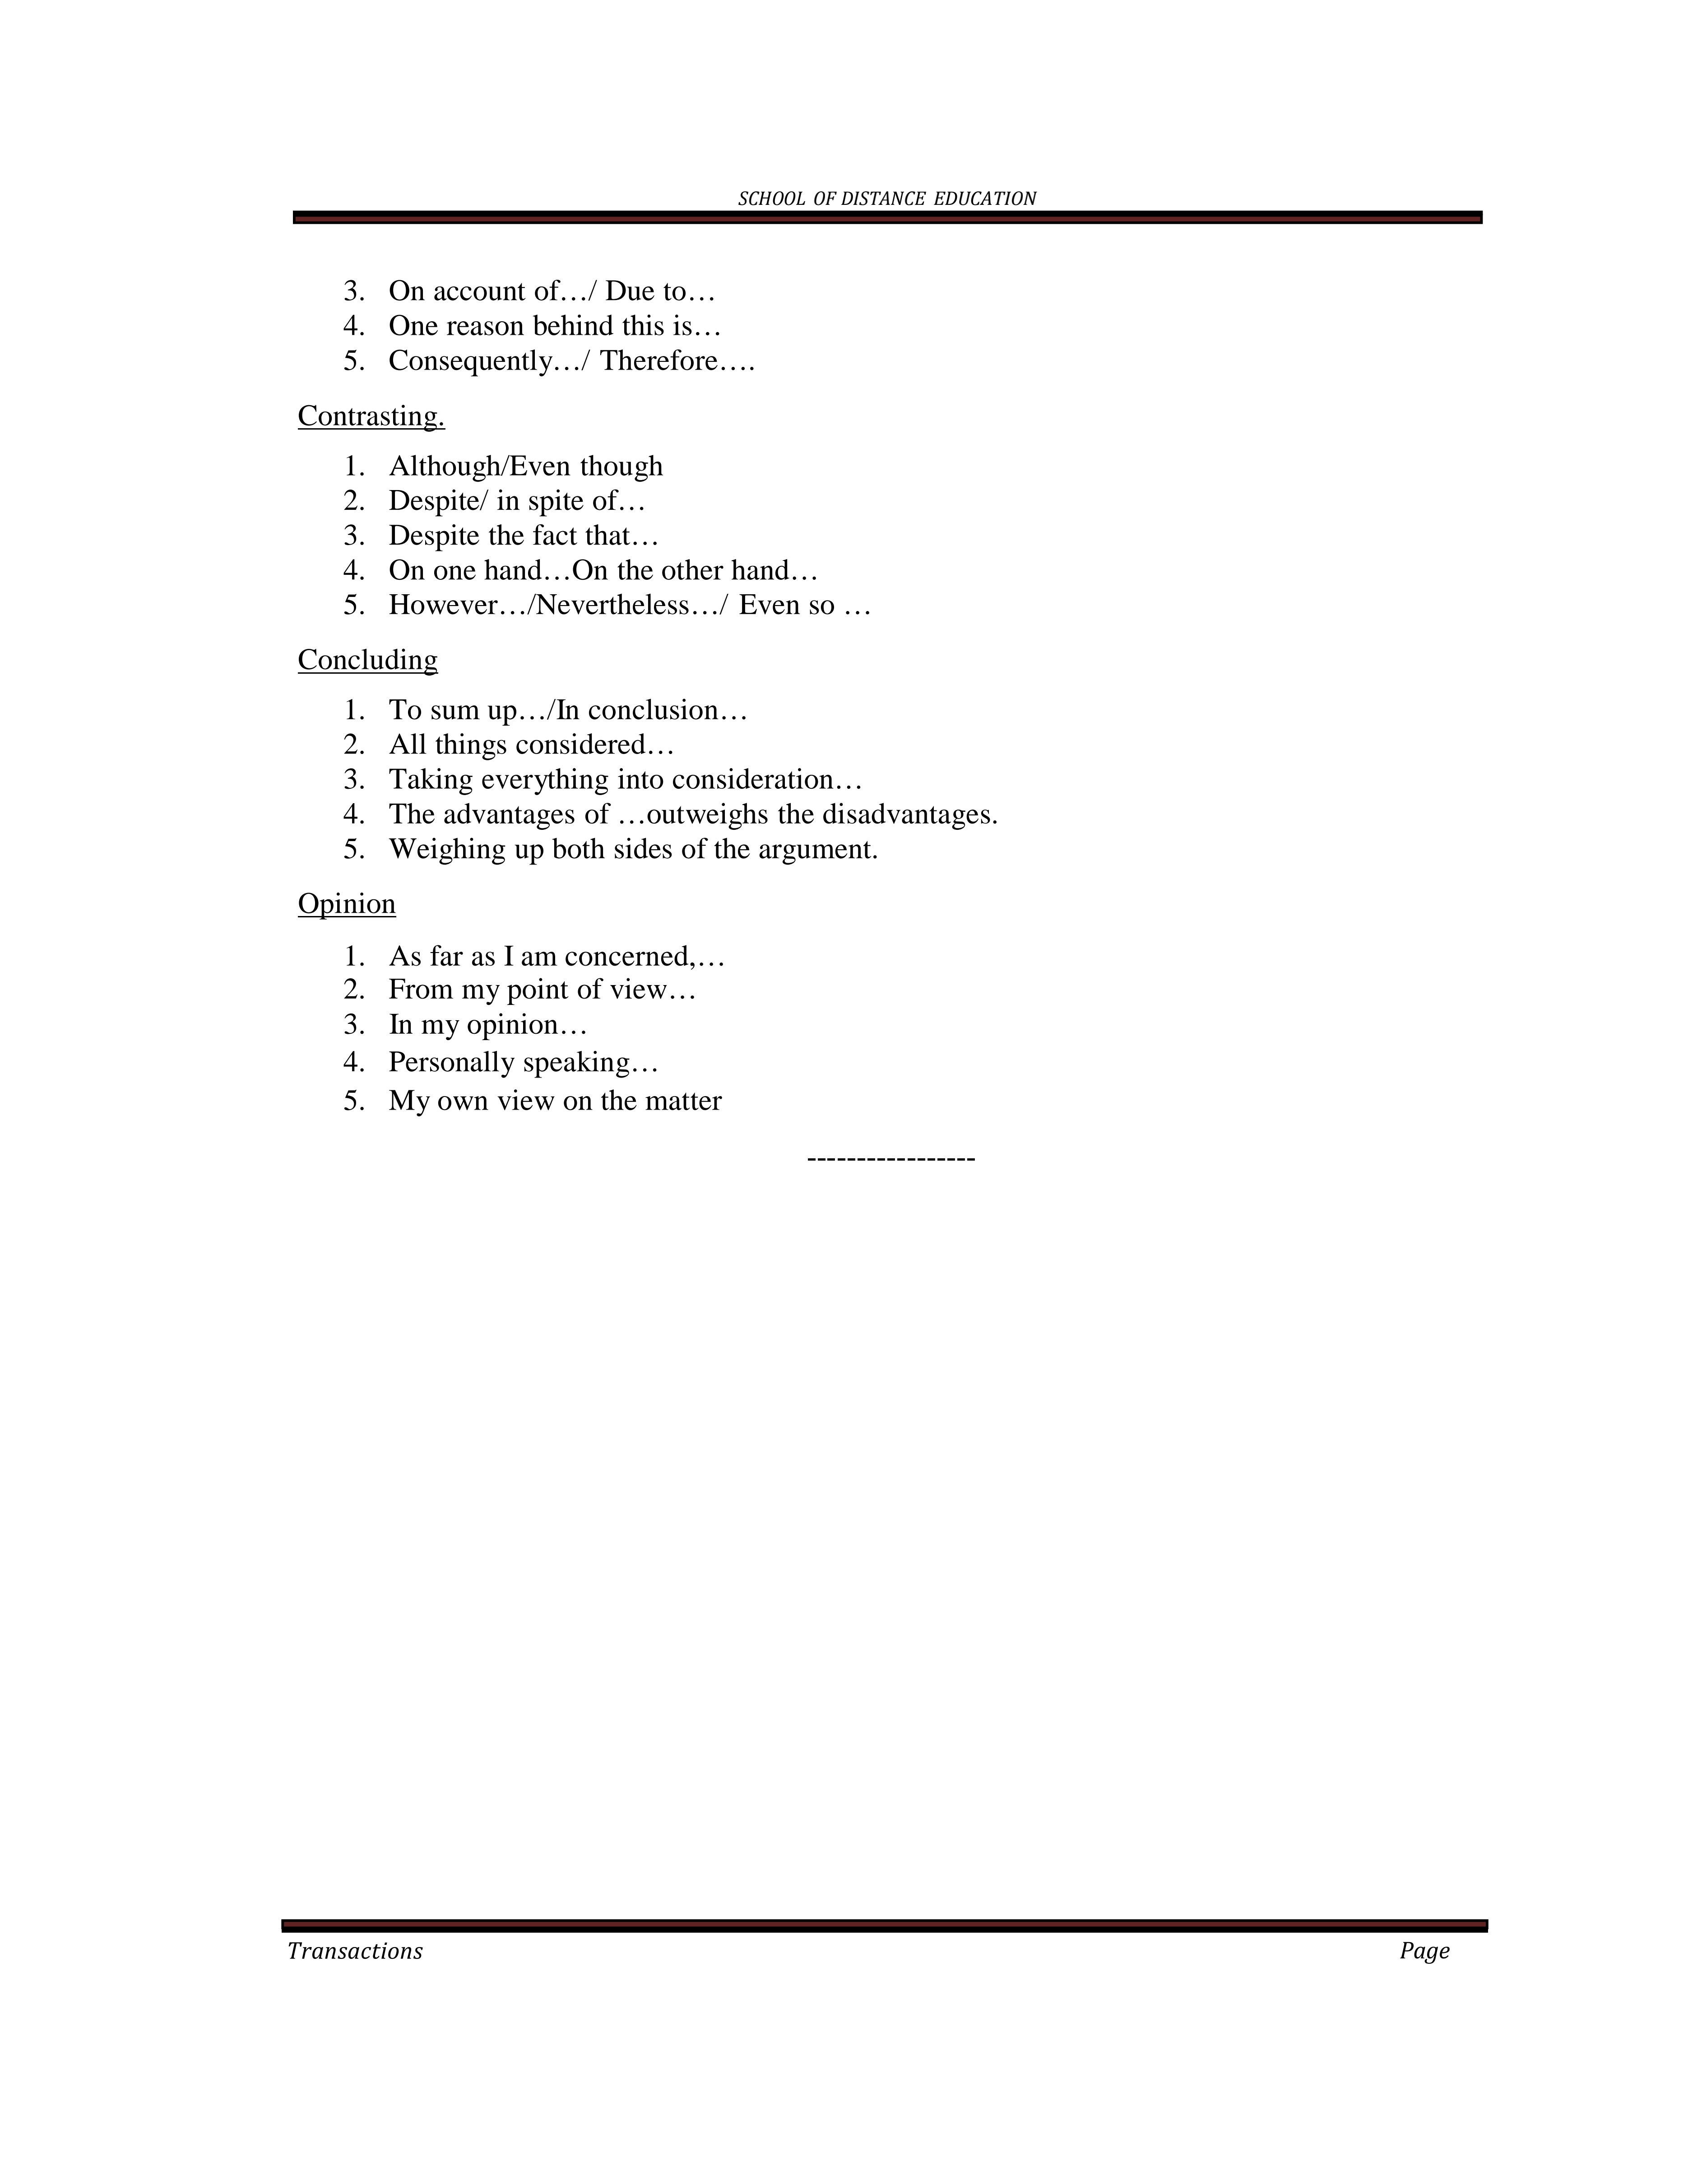 SCHOOL OF DISTANCE EDUCATION
3. On account of…/ Due to…
4. One reason behind this is…
5. Consequently…/ Therefore….
Contrasting.
1. Although/Even though
2. Despite/ in spite of…
3. Despite the fact that…
4. On one hand…On the other hand…
5. However…/Nevertheless…/ Even so …
Concluding
1. To sum up…/In conclusion…
2. All things considered…
3. Taking everything into consideration…
4. The advantages of …outweighs the disadvantages.
5. Weighing up both sides of the argument.
Opinion
1. As far as I am concerned,…
2. From my point of view…
3. In my opinion…
4. Personally speaking…
5. My own view on the matter
-----------------
Transactions Page